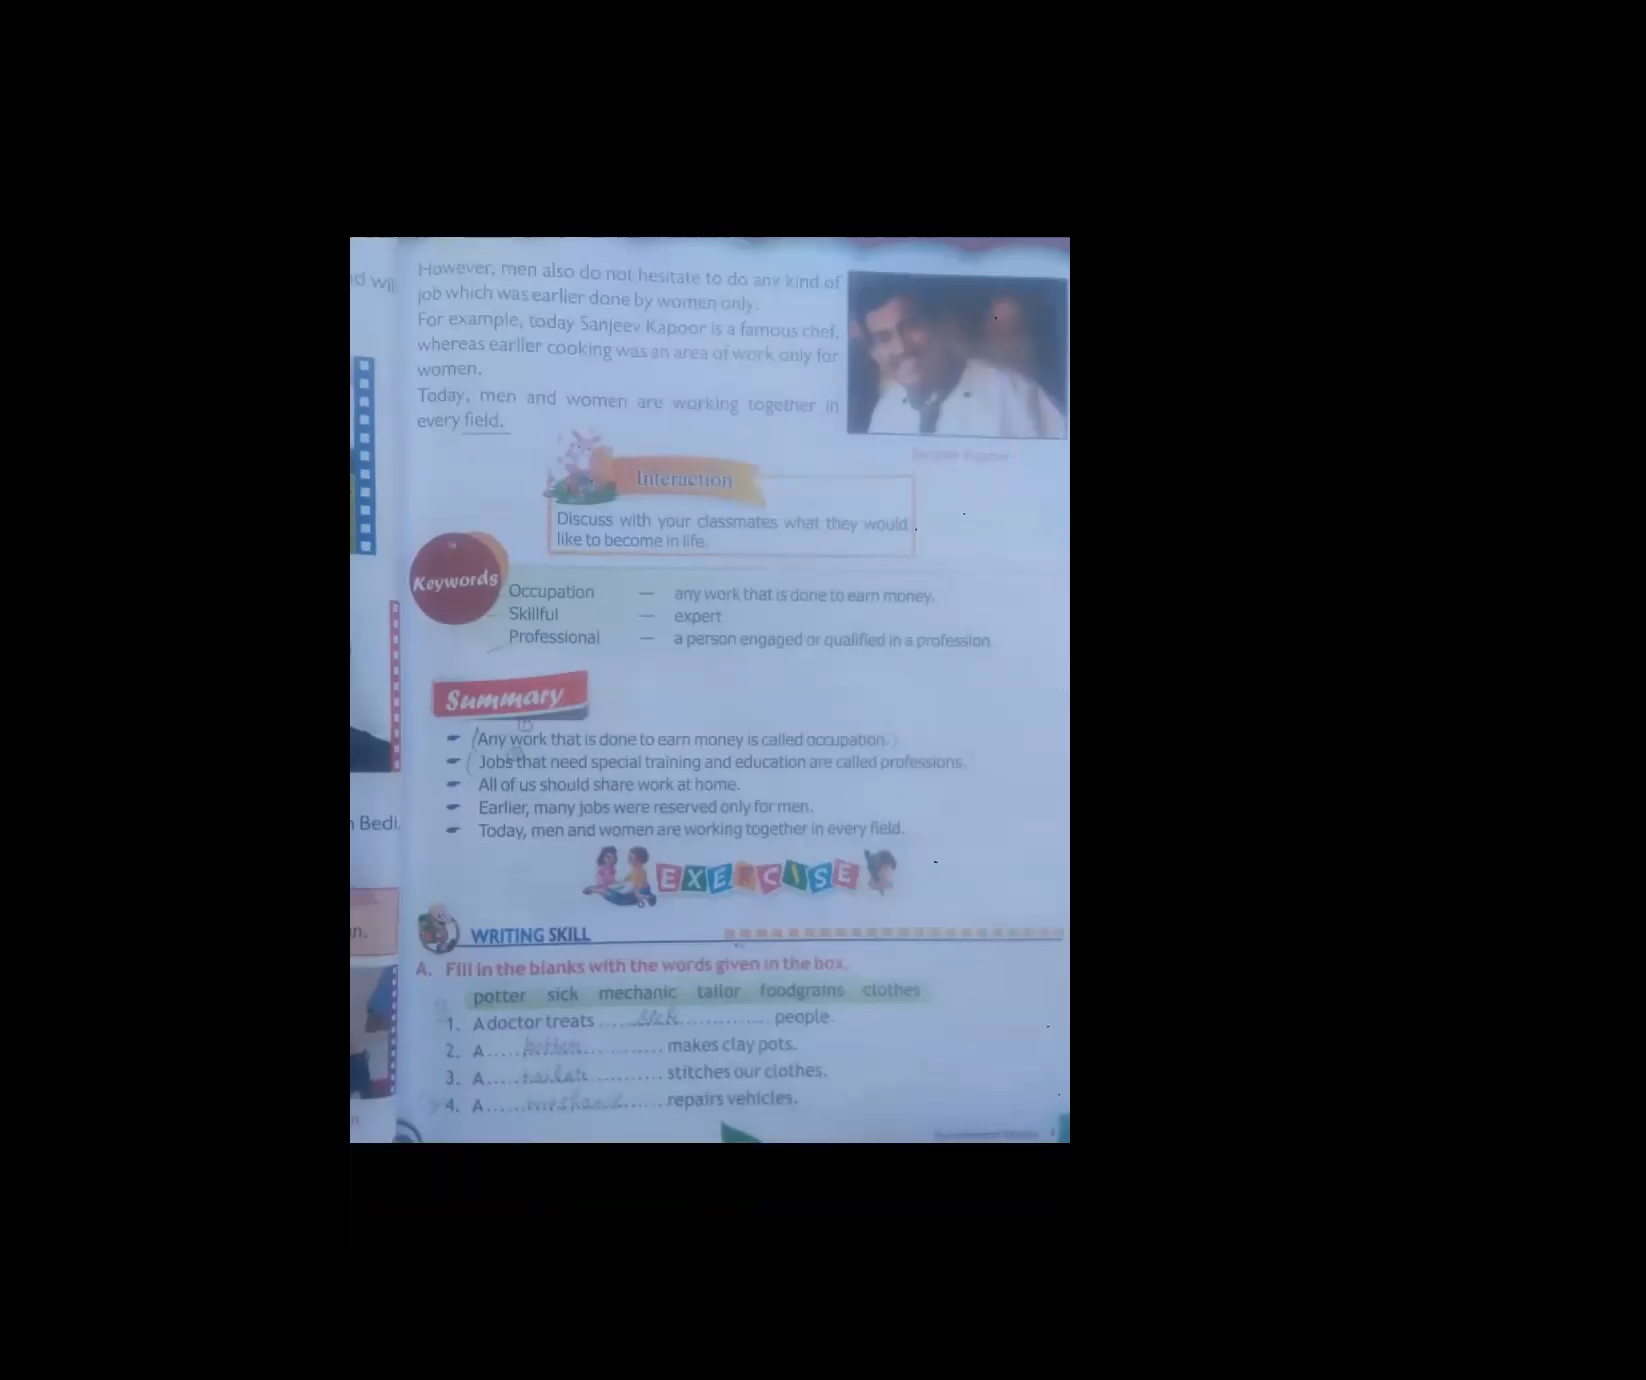 However, men also do not hesitate to do any kind of
job which was earlier done by women only.
For example, today Sanjeev Kapoor is a famous chef,
whereas earlier cooking was an area of work only for
women.
Today, men and women are working together in
every field.
Sanjeev Kapoor
Interaction
Discuss with your classmates what they would
like to become in life.
Keywords
Occupation — any work that is done to earn money.
Skillful — expert
Professional — a person engaged or qualified in a profession
Summary
Any work that is done to earn money is called occupation.
Jobs that need special training and education are called professions.
All of us should share work at home.
Earlier, many jobs were reserved only for men.
Today, men and women are working together in every field.
EXERCISE
WRITING SKILL
A. Fill in the blanks with the words given in the box.
potter sick mechanic tailor foodgrains clothes
1. A doctor treats ..... sick ............... people.
2. A ..... ............ makes clay pots.
3. A ..... ............ stitches our clothes.
4. A ...... ....... repairs vehicles.
d wil
Bedi.
n.